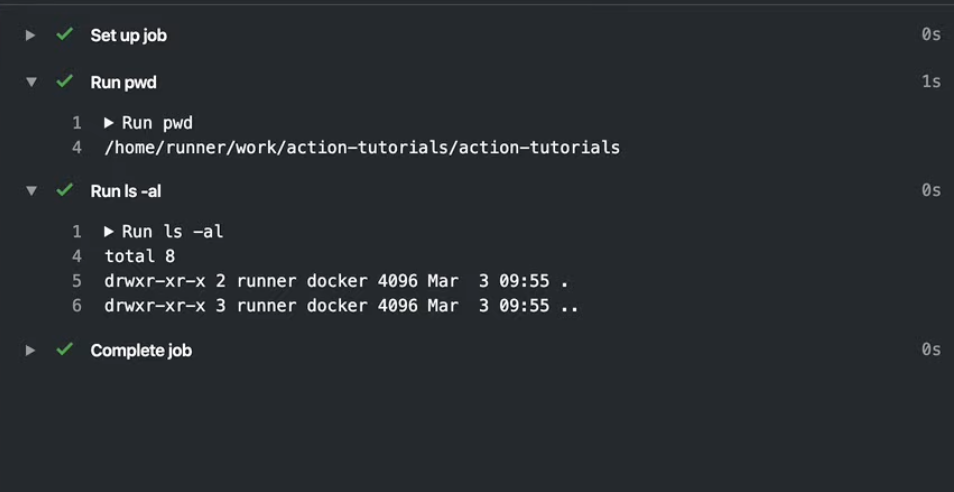 Set up job 0s
Run pwd 1s
1 Run pwd
4 /home/runner/work/action-tutorials/action-tutorials
Run ls -al 0s
1 Run ls -al
4 total 8
5 drwxr-xr-x 2 runner docker 4096 Mar  3 09:55 .
6 drwxr-xr-x 3 runner docker 4096 Mar  3 09:55 ..
Complete job 0s